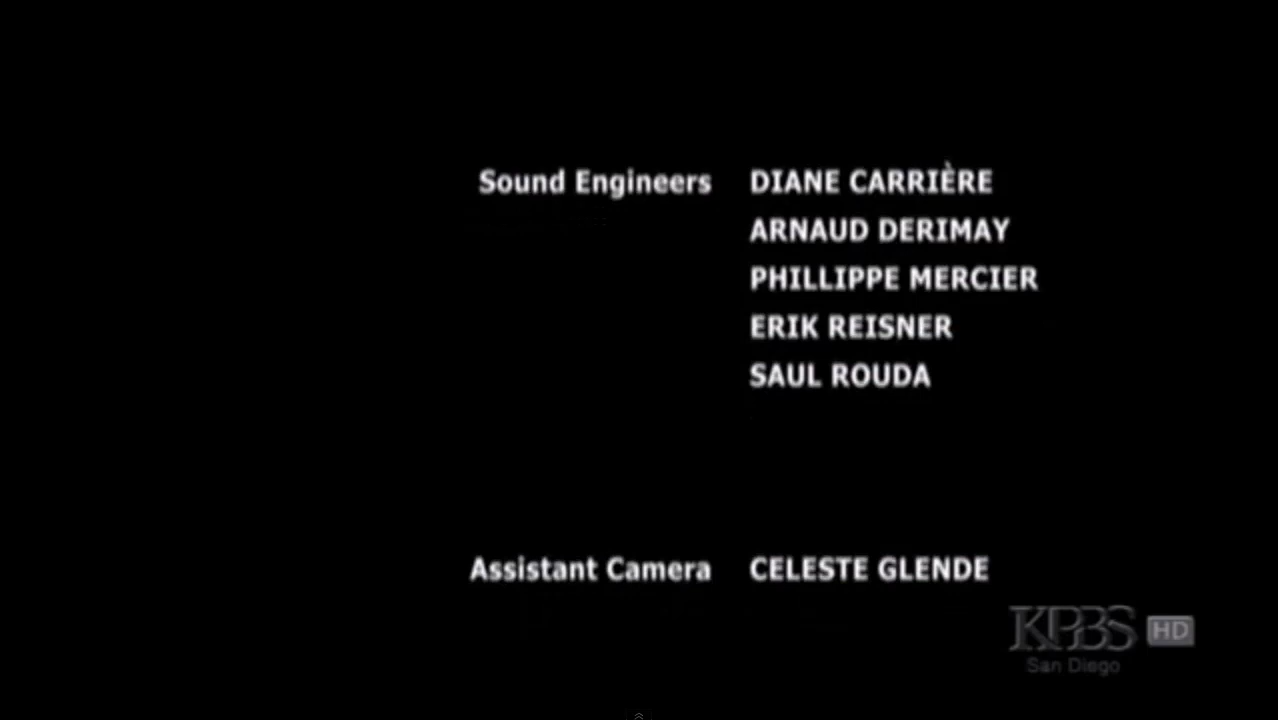 Sound Engineers DIANE CARRIÈRE
ARNAUD DERIMAY
PHILLIPPE MERCIER
ERIK REISNER
SAUL ROUDA
Assistant Camera CELESTE GLENDE
KPBS HD
San Diego